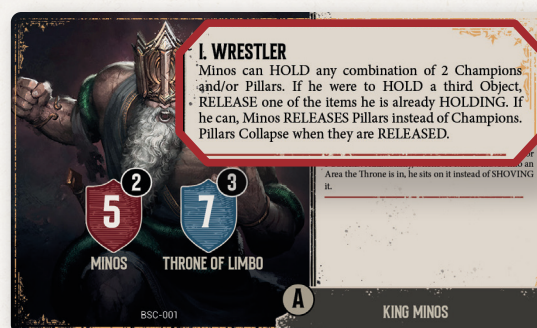 I. WRESTLER
Minos can HOLD any combination of 2 Champions
and/or Pillars. If he were to HOLD a third Object,
RELEASE one of the items he is already HOLDING. If
he can, Minos RELEASES Pillars instead of Champions.
Pillars Collapse when they are RELEASED.
or
o an
Area the Throne is in, he sits on it instead of SHOVING
it.
2
5
MINOS
3
7
THRONE OF LIMBO
BSC-001
A
KING MINOS